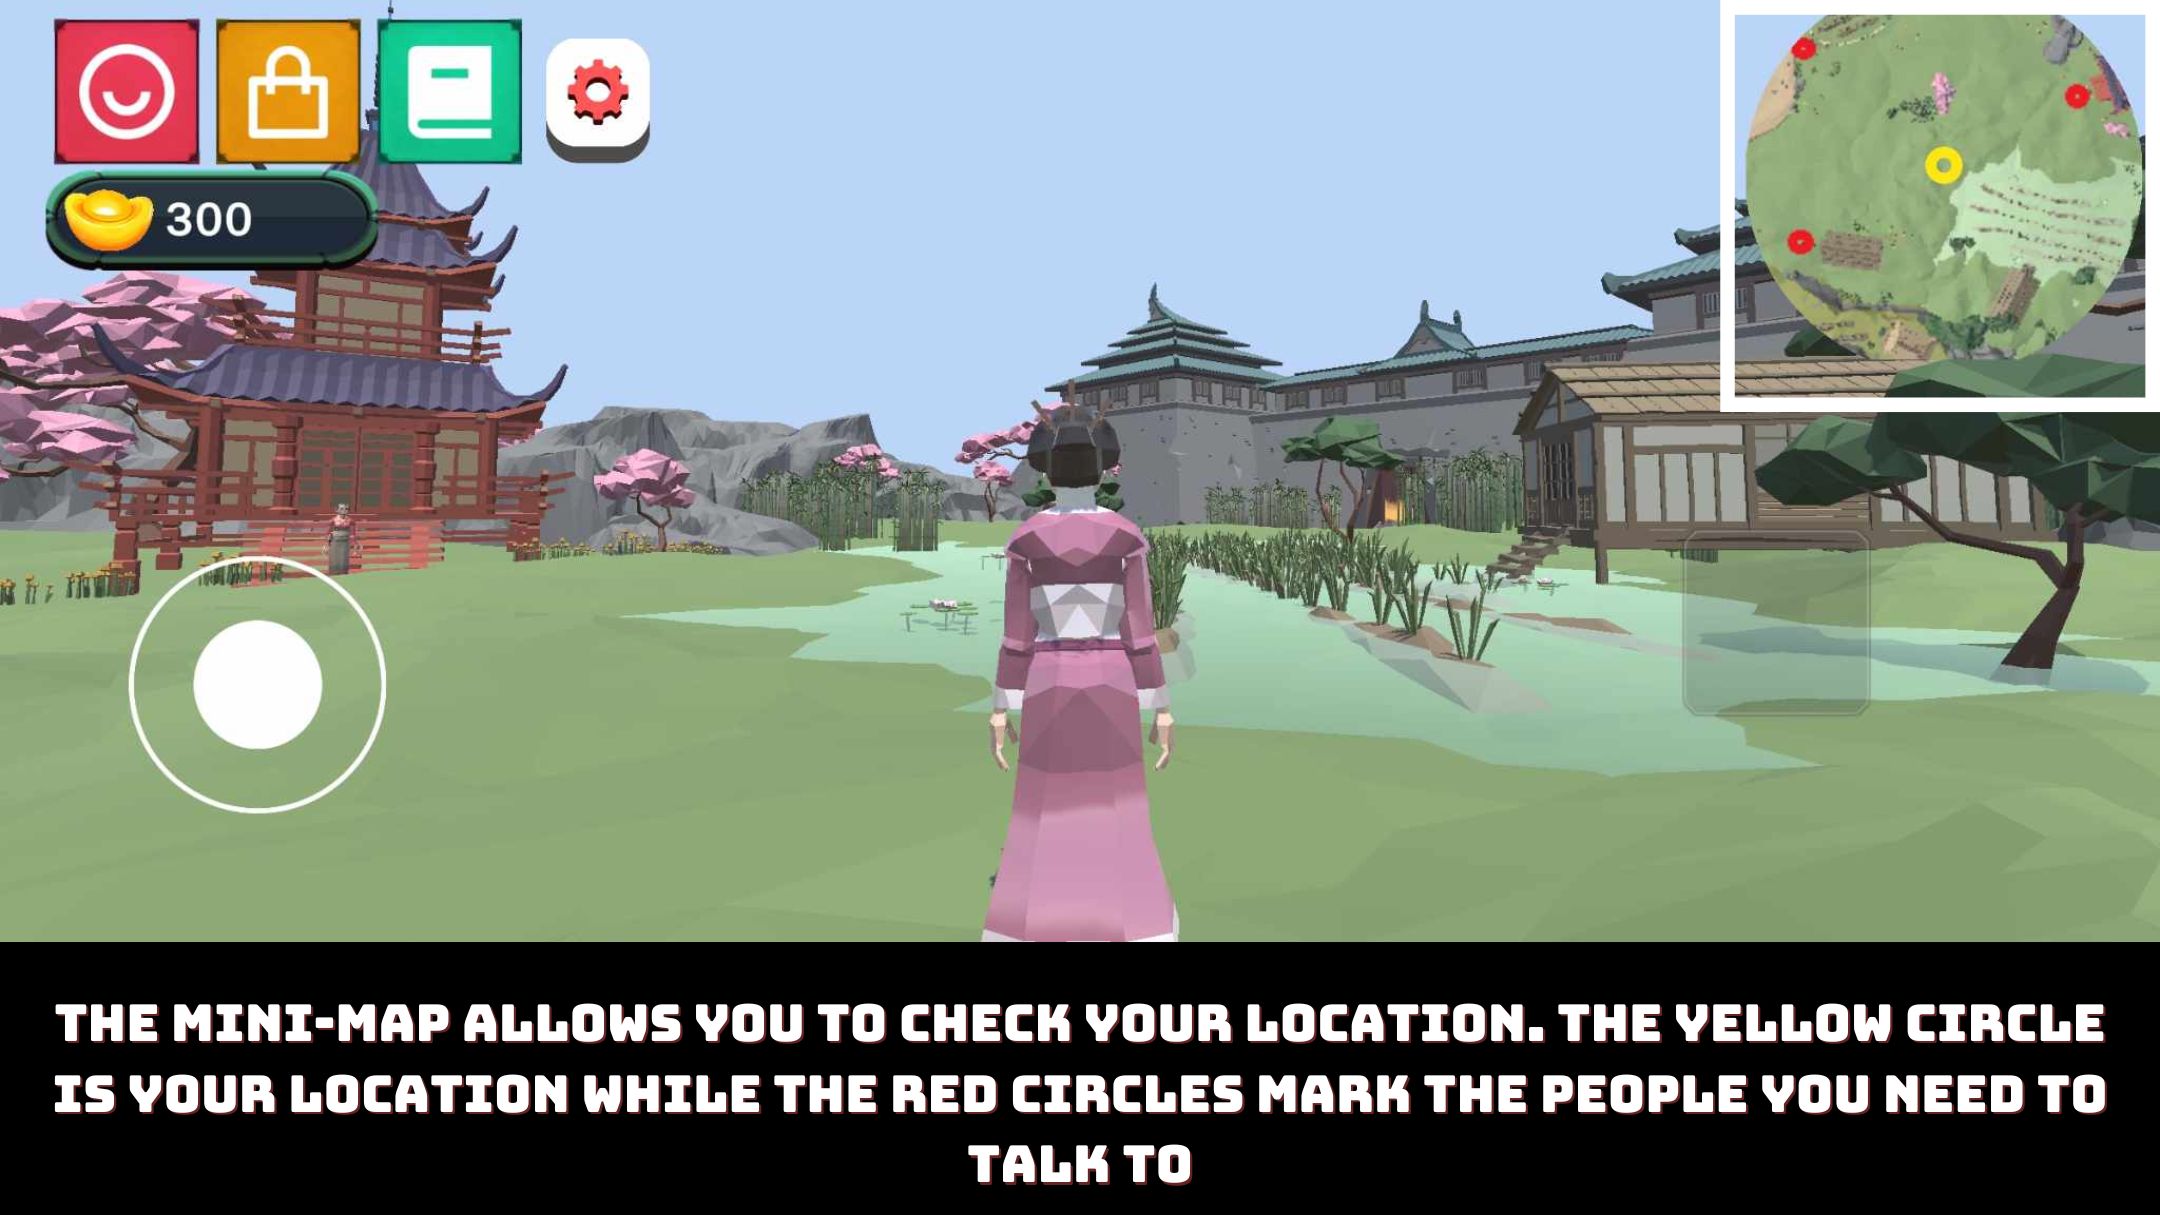 300
THE MINI-MAP ALLOWS YOU TO CHECK YOUR LOCATION. THE YELLOW CIRCLE
IS YOUR LOCATION WHILE THE RED CIRCLES MARK THE PEOPLE YOU NEED TO
TALK TO